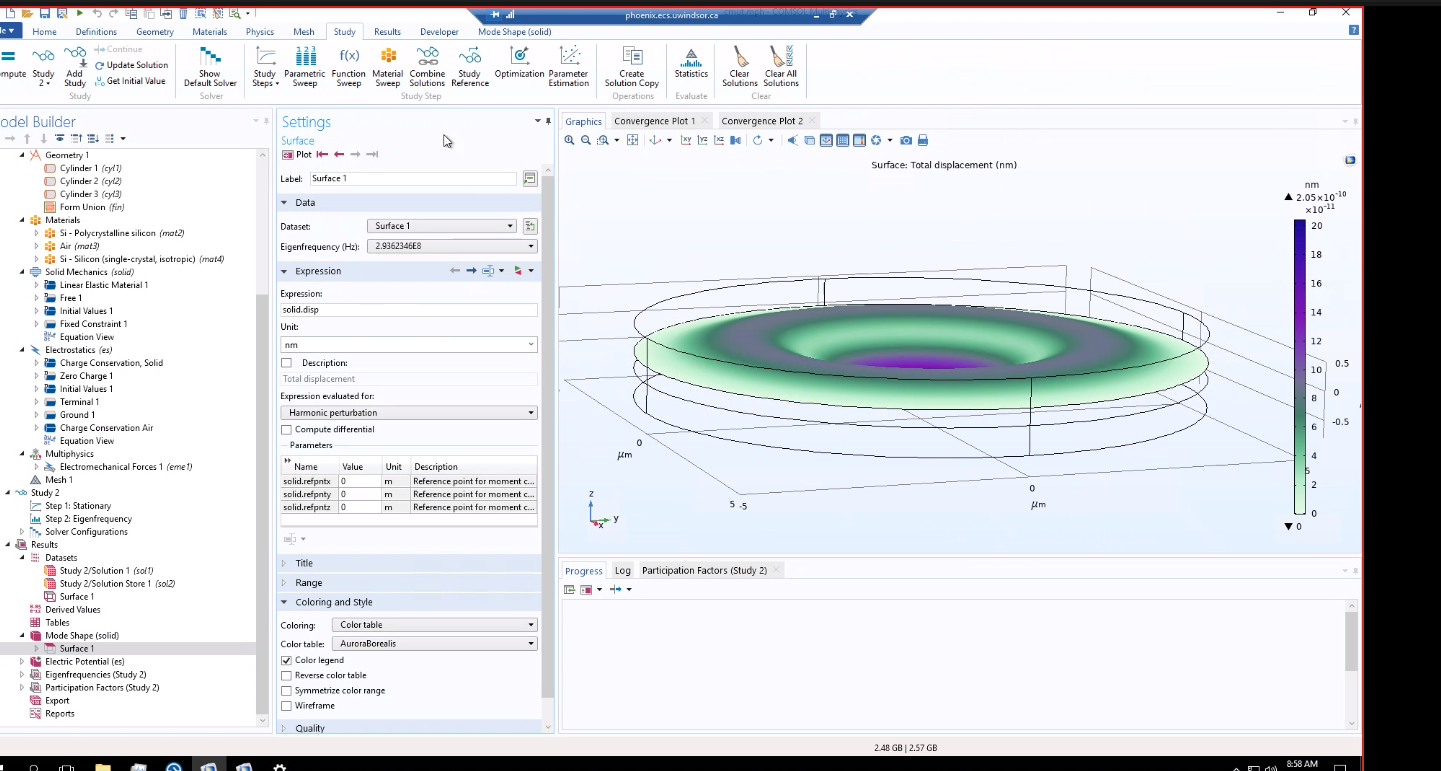 phoenix.ecs.uwindsor.ca
Home Definitions Geometry Materials Physics Mesh Study Results Developer Mode Shape (solid)
ompute
Study 2
Add Study
Continue
Update Solution
Get Initial Value
Study
Show Default Solver
Solver
Study Steps
Parametric Sweep
Function Sweep
Material Sweep
Combine Solutions
Study Reference
Study Step
Optimization
Parameter Estimation
Create Solution Copy
Operations
Statistics
Evaluate
Clear Solutions
Clear All Solutions
Clear
odel Builder
Geometry 1
Cylinder 1 (cyl1)
Cylinder 2 (cyl2)
Cylinder 3 (cyl3)
Form Union (fin)
Materials
Si - Polycrystalline silicon (mat2)
Air (mat3)
Si - Silicon (single-crystal, isotropic) (mat4)
Solid Mechanics (solid)
Linear Elastic Material 1
Free 1
Initial Values 1
Fixed Constraint 1
Equation View
Electrostatics (es)
Charge Conservation, Solid
Zero Charge 1
Initial Values 1
Terminal 1
Ground 1
Charge Conservation Air
Equation View
Multiphysics
Electromechanical Forces 1 (eme1)
Mesh 1
Study 2
Step 1: Stationary
Step 2: Eigenfrequency
Solver Configurations
Results
Datasets
Study 2/Solution 1 (sol1)
Study 2/Solution Store 1 (sol2)
Surface 1
Derived Values
Tables
Mode Shape (solid)
Surface 1
Electric Potential (es)
Eigenfrequencies (Study 2)
Participation Factors (Study 2)
Export
Reports
Settings
Surface
Plot
Label: Surface 1
Data
Dataset: Surface 1
Eigenfrequency (Hz): 2.9362346E8
Expression
Expression:
solid.disp
Unit:
nm
Description:
Total displacement
Expression evaluated for:
Harmonic perturbation
Compute differential
Parameters
Name Value Unit Description
solid.refpntx 0 m Reference point for moment c...
solid.refpnty 0 m Reference point for moment c...
solid.refpntz 0 m Reference point for moment c...
Title
Range
Coloring and Style
Coloring: Color table
Color table: AuroraBorealis
Color legend
Reverse color table
Symmetrize color range
Wireframe
Quality
Graphics Convergence Plot 1 Convergence Plot 2
Surface: Total displacement (nm)
nm
▲ 2.05×10⁻¹⁰
×10⁻¹¹
20
18
16
14
12
10
8
6
4
2
0
▼ 0
0.5
0
-0.5
5
0
μm
5 -5
0
μm
z
y
x
Progress Log Participation Factors (Study 2)
2.48 GB | 2.57 GB
8:58 AM